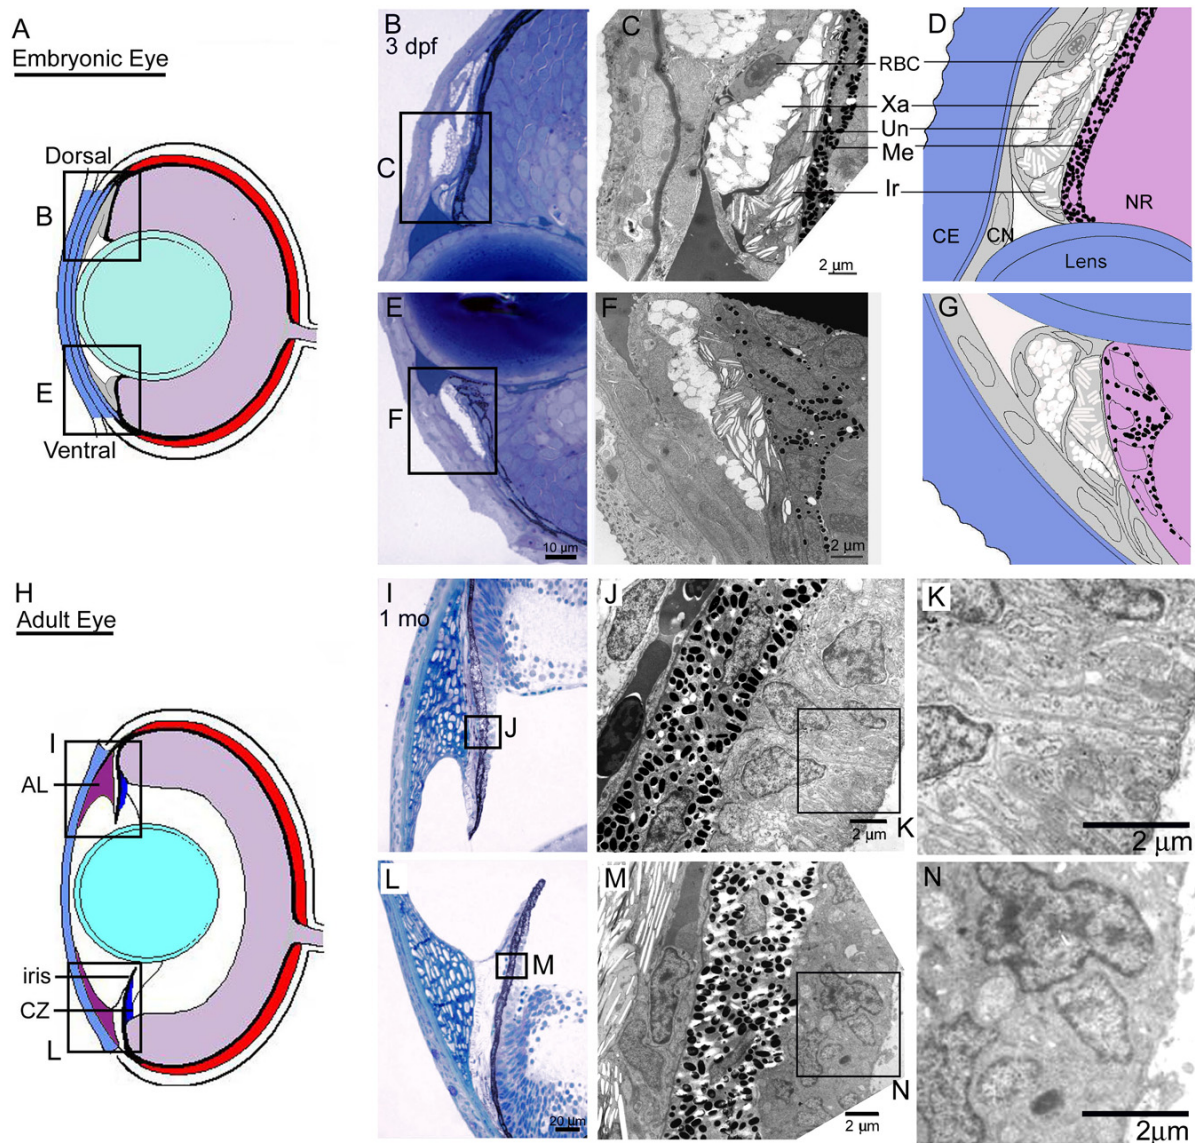 A
Embryonic Eye
Dorsal
B
E
Ventral
B
3 dpf
C
C
2 µm
RBC
Xa
Un
Me
Ir
D
NR
CE
CN
Lens
E
F
10 µm
F
2 µm
G
H
Adult Eye
I
AL
iris
CZ
L
I
1 mo
J
J
2 µm
K
K
2 µm
L
M
20 µm
M
2 µm
N
N
2µm